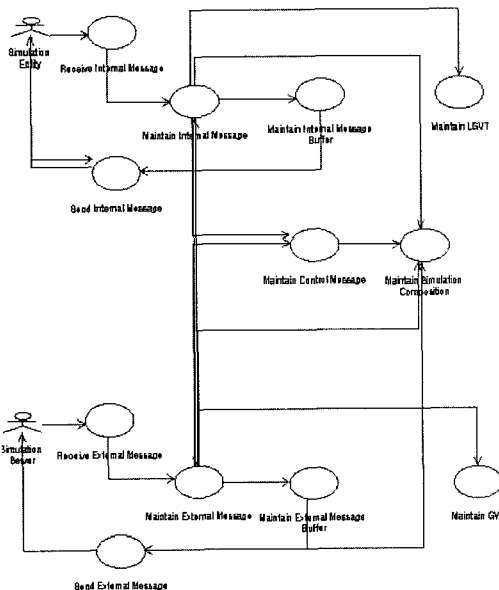 Simulation
Entity
Receive Internal Message
Maintain Internal Message
Maintain Internal Message
Buffer
Maintain LGVT
Send Internal Message
Maintain Control Message
Maintain Simulation
Composition
Simulation
Server
Receive External Message
Maintain External Message
Maintain External Message
Buffer
Maintain GV
Send External Message